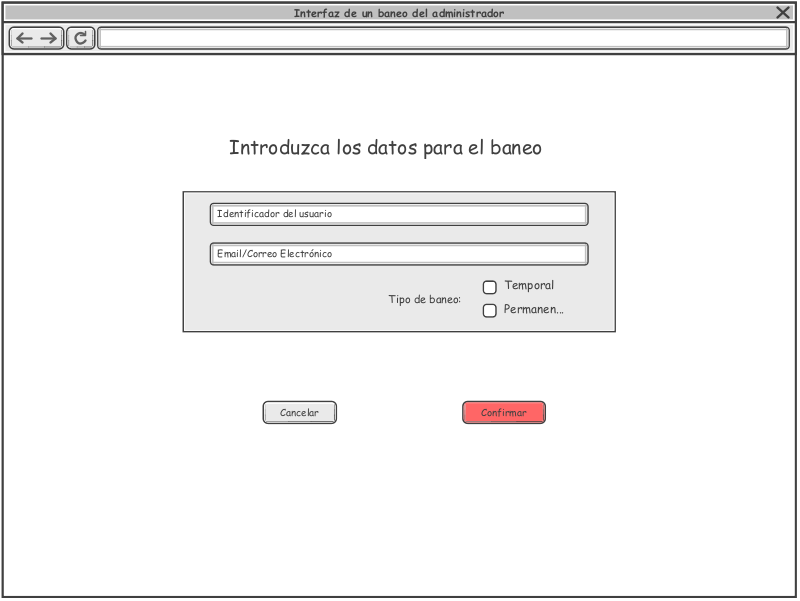 Interfaz de un baneo del administrador
Introduzca los datos para el baneo
Identificador del usuario
Email/Correo Electrónico
Tipo de baneo:
Temporal
Permanen...
Cancelar
Confirmar